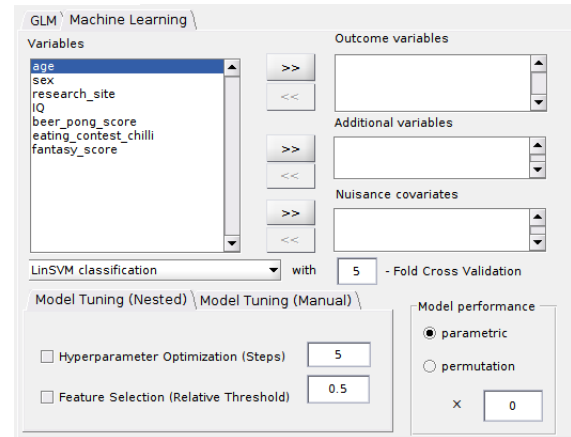 GLM Machine Learning
Variables
Outcome variables
age
sex
research_site
IQ
beer_pong_score
eating_contest_chilli
fantasy_score
>>
<<
Additional variables
>>
<<
Nuisance covariates
>>
<<
LinSVM classification with 5 - Fold Cross Validation
Model Tuning (Nested) Model Tuning (Manual)
Hyperparameter Optimization (Steps) 5
Feature Selection (Relative Threshold) 0.5
Model performance
parametric
permutation
x 0